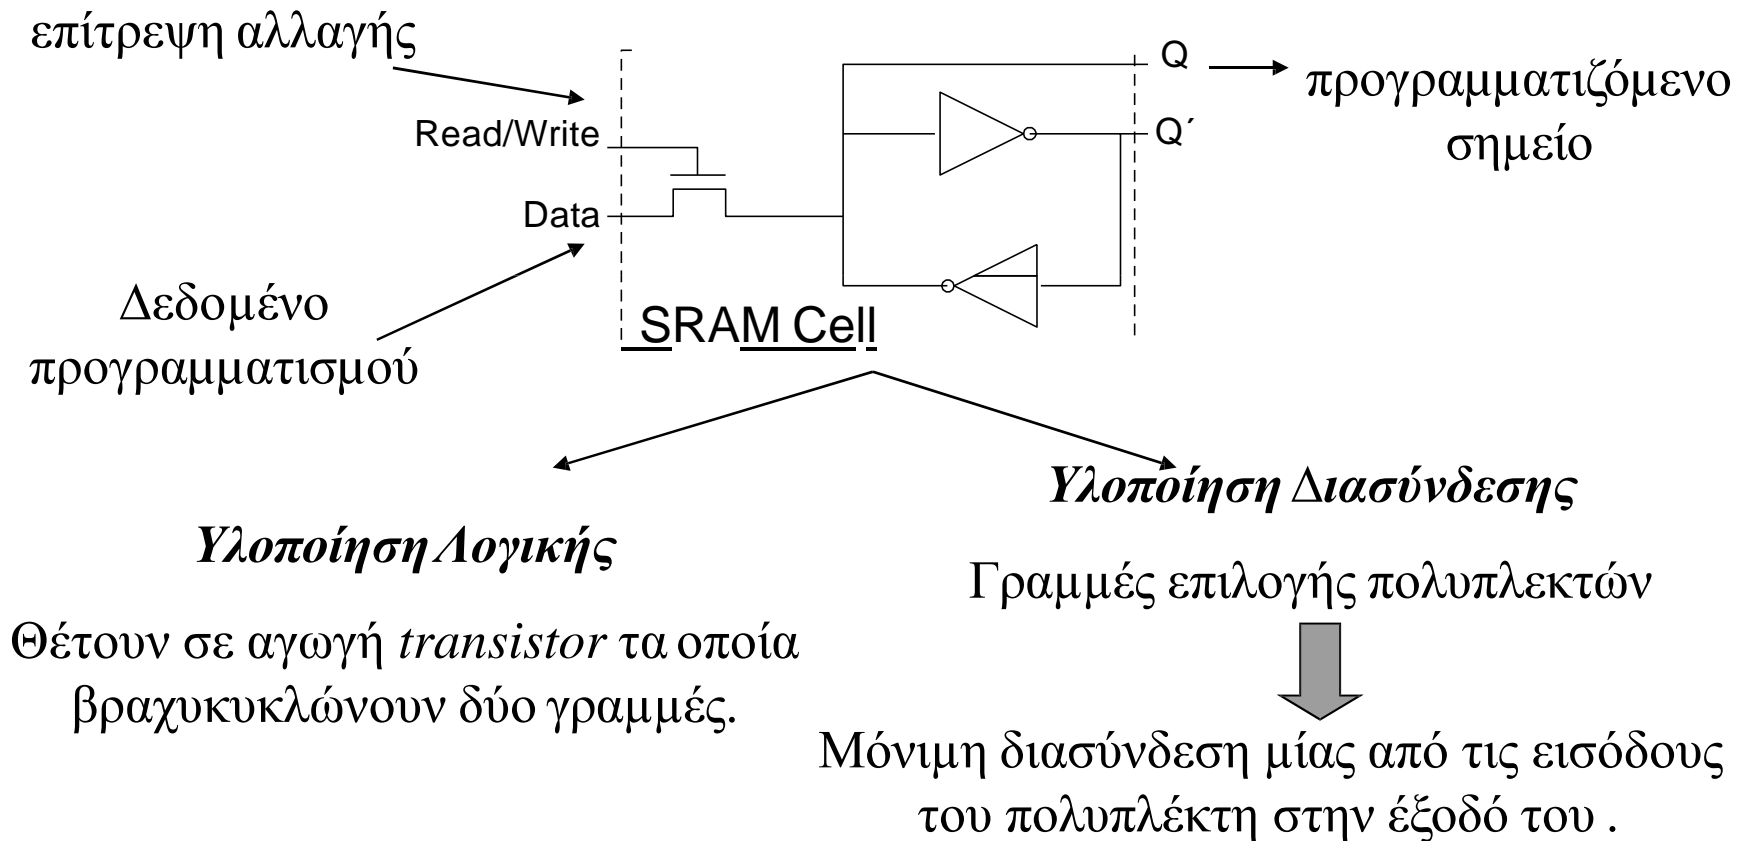 επίτρεψη αλλαγής
Read/Write
Data
Δεδομένο
προγραμματισμού
Q
Q´
προγραμματιζόμενο
σημείο
SRAM Cell
Υλοποίηση Λογικής
Θέτουν σε αγωγή transistor τα οποία
βραχυκυκλώνουν δύο γραμμές.
Υλοποίηση Διασύνδεσης
Γραμμές επιλογής πολυπλεκτών
Μόνιμη διασύνδεση μίας από τις εισόδους
του πολυπλέκτη στην έξοδό του .